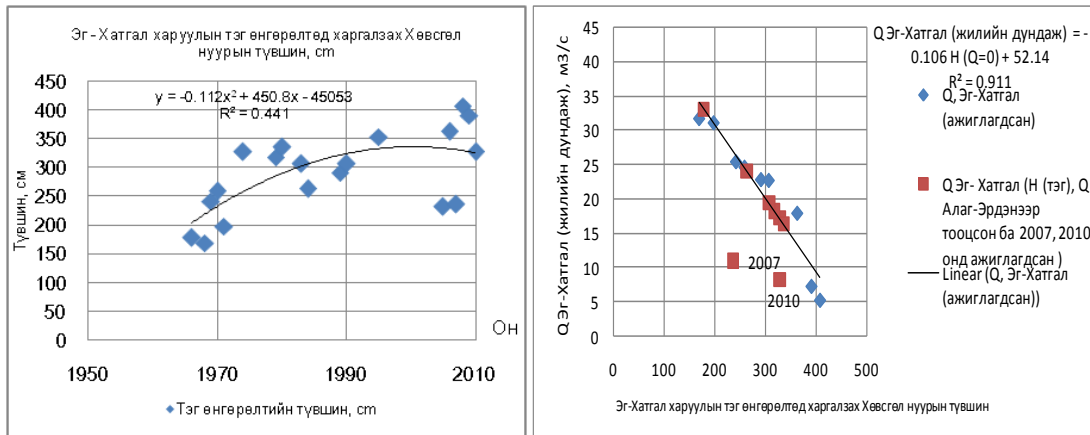 Эг - Хатгал харуулын тэг өнгөрөлтөд харгалзах Хөвсгөл
нуурын түвшин, cm
y = -0.112x² + 450.8x - 45053
R² = 0.441
Түвшин, см
450
400
350
300
250
200
150
100
50
0
1950
1970
1990
2010
Он
Тэг өнгөрөлтийн түвшин, cm
Q Эг-Хатгал (жилийн дундаж) = -
0.106 H (Q=0) + 52.14
R² = 0.911
Q Эг-Хатгал (жилийн дундаж), м3/с
45
40
35
30
25
20
15
10
5
0
2007
2010
0
100
200
300
400
500
Эг-Хатгал харуулын тэг өнгөрөлтөд харгалзах Хөвсгөл нуурын түвшин
Q, Эг-Хатгал
(ажиглагдсан)
Q Эг- Хатгал (H (тэг), Q
Алаг-Эрдэнээр
тооцсон ба 2007, 2010
онд ажиглагдсан )
Linear (Q, Эг-Хатгал
(ажиглагдсан))